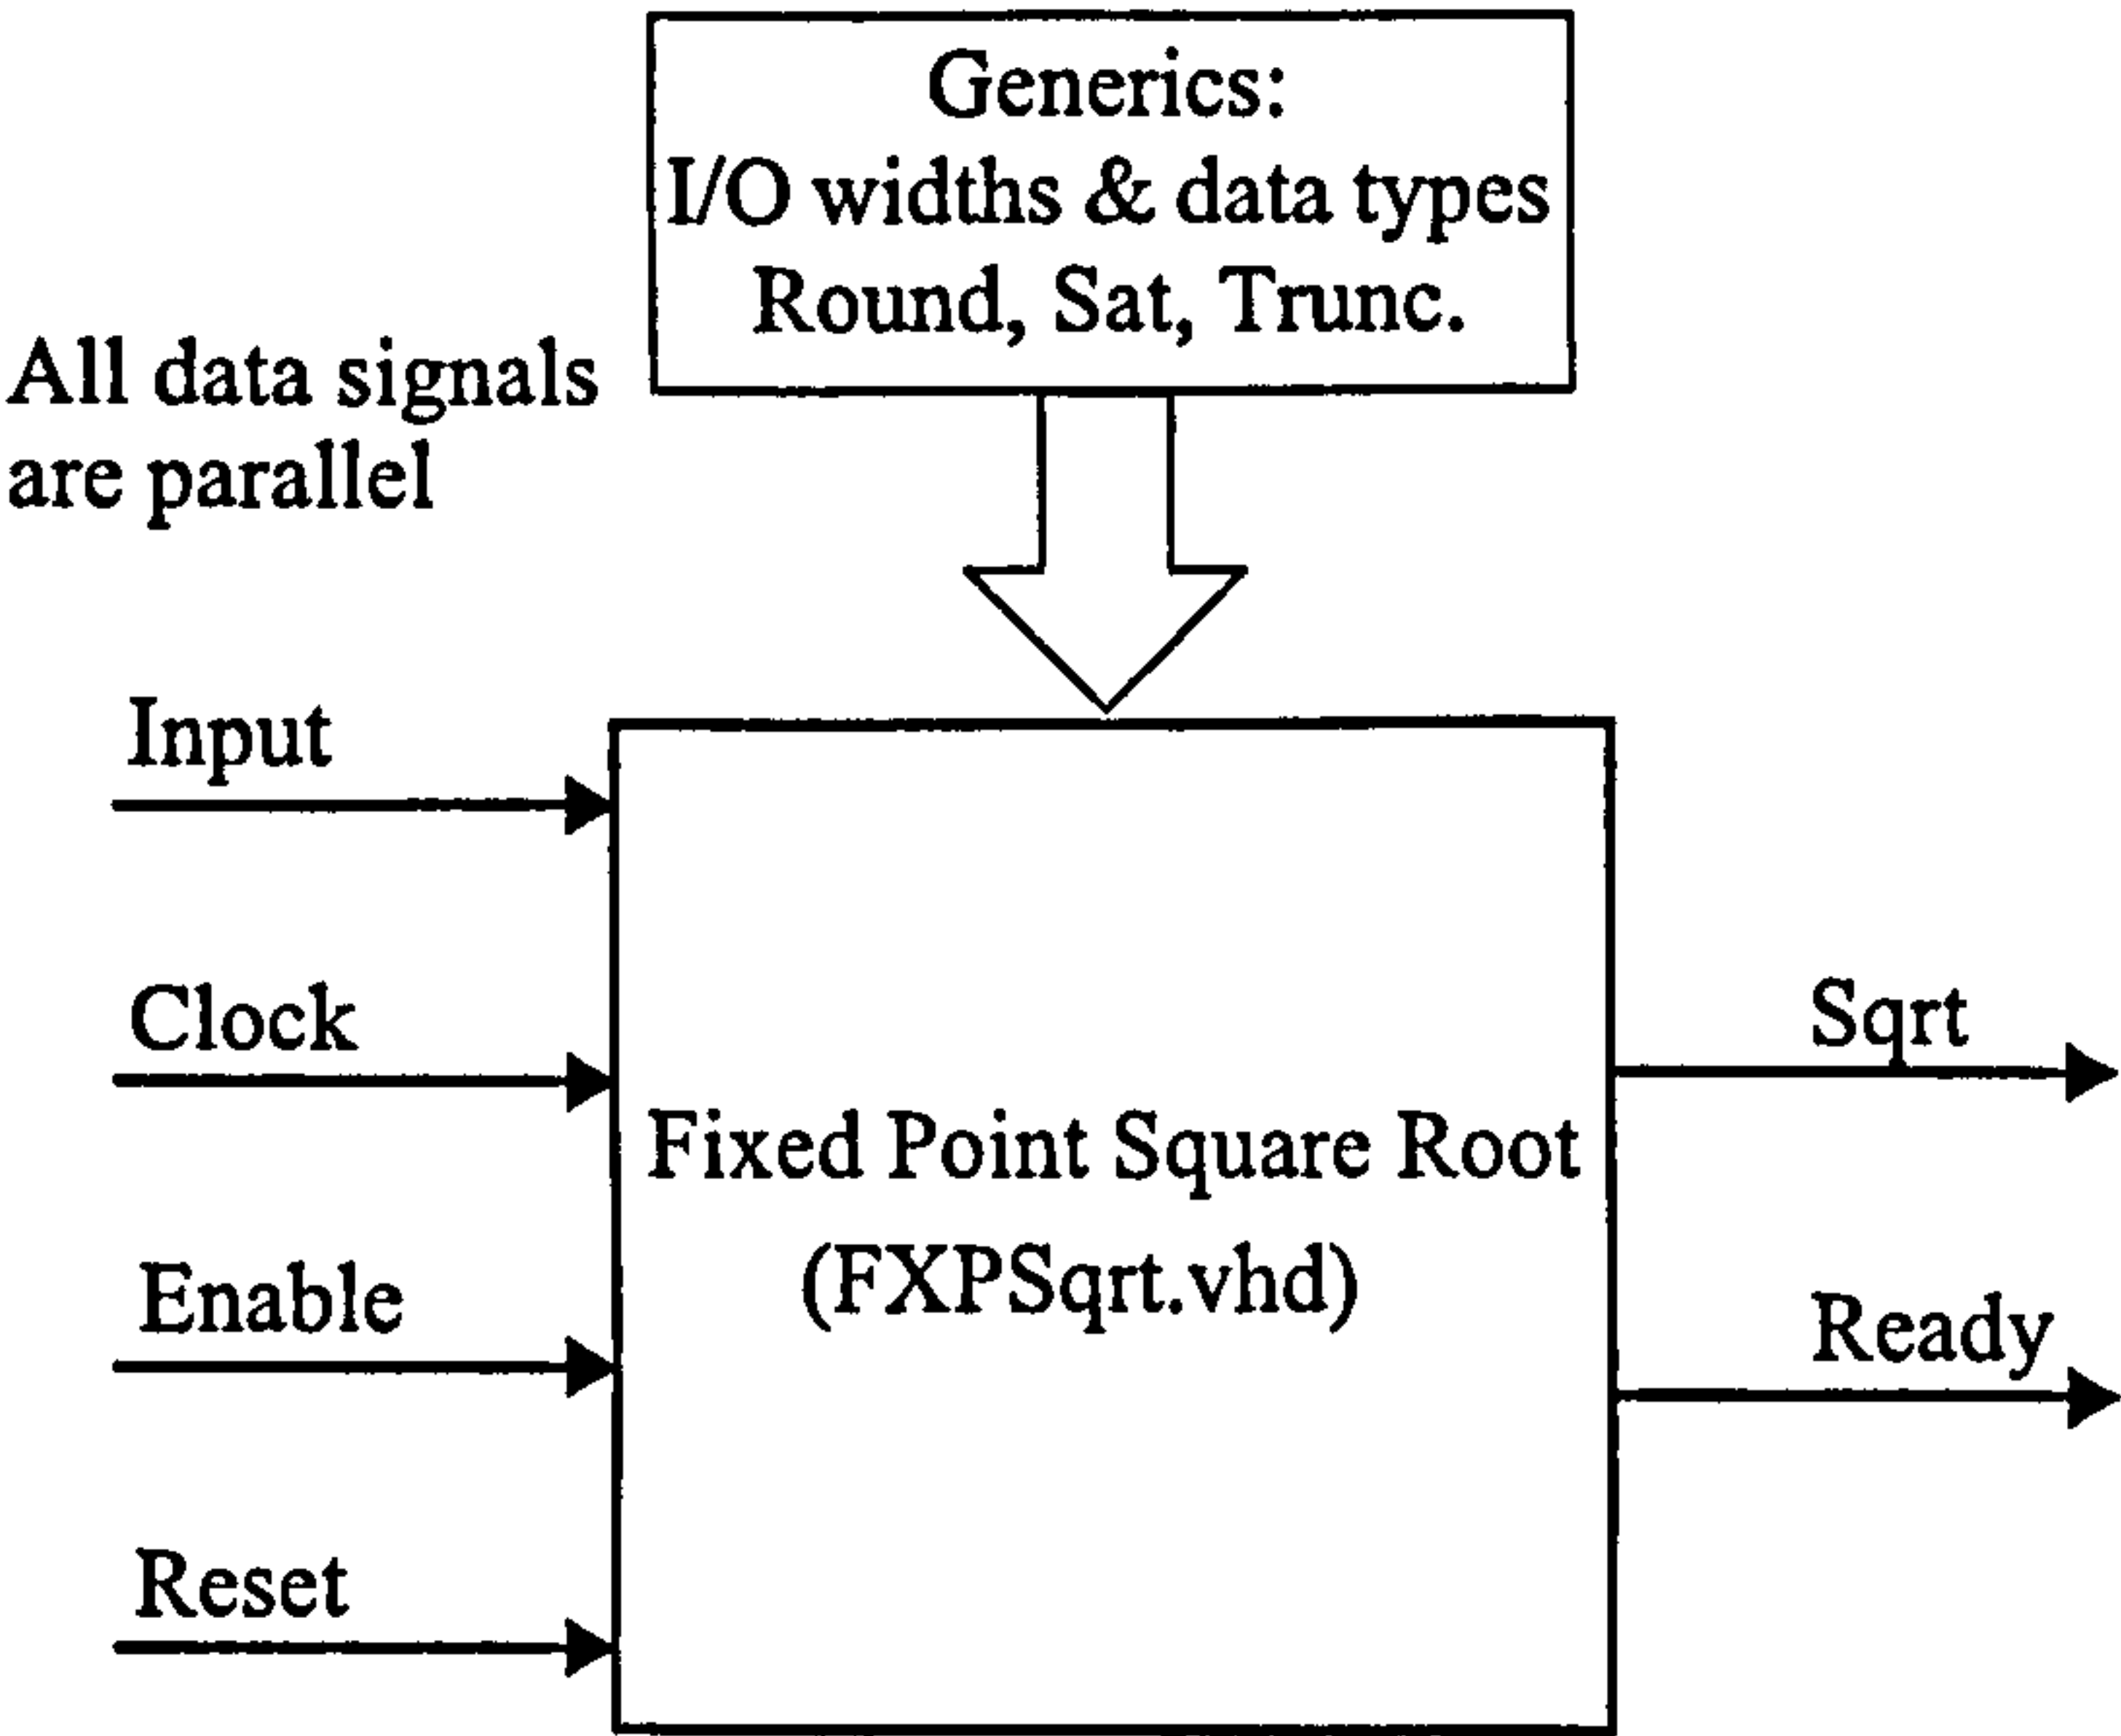 Generics:
I/O widths & data types
Round, Sat, Trunc.
All data signals
are parallel
Input
Clock
Enable
Reset
Fixed Point Square Root
(FXPSqrt.vhd)
Sqrt
Ready